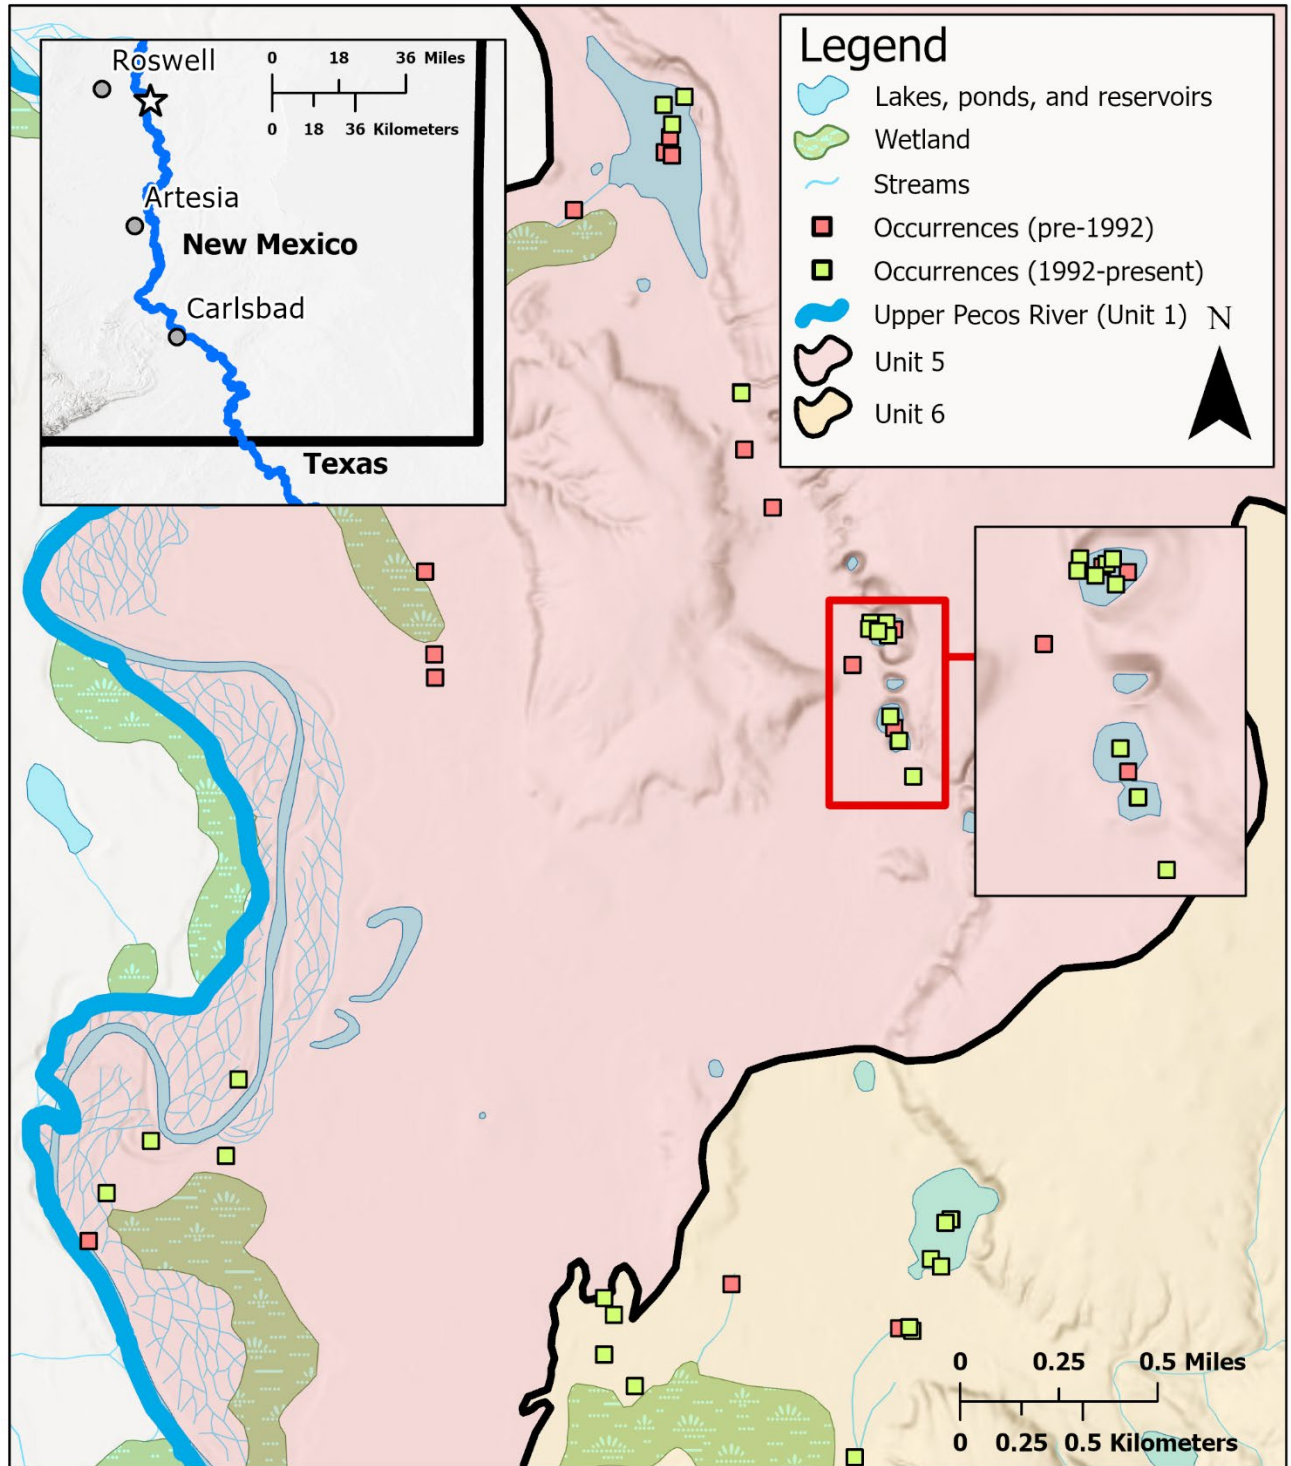 Roswell
0 18 36 Miles
0 18 36 Kilometers
Artesia
New Mexico
Carlsbad
Texas
Legend
Lakes, ponds, and reservoirs
Wetland
Streams
Occurrences (pre-1992)
Occurrences (1992-present)
Upper Pecos River (Unit 1)
N
Unit 5
Unit 6
0 0.25 0.5 Miles
0 0.25 0.5 Kilometers